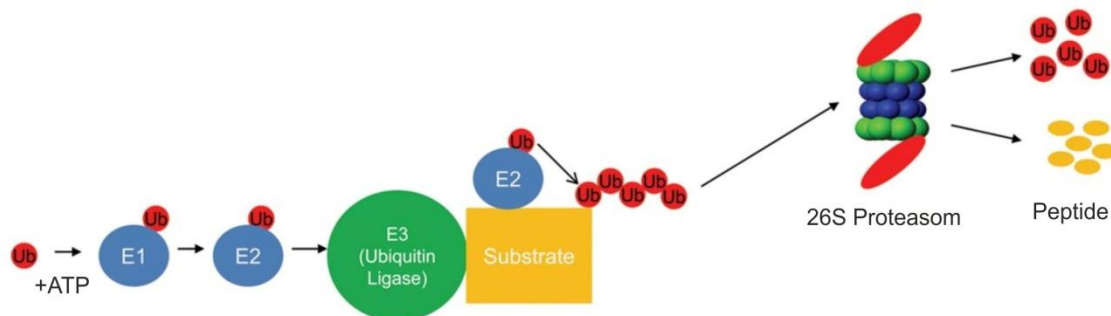 Ub
+ATP
Ub
E1
Ub
E2
E3
(Ubiquitin
Ligase)
Substrate
E2
Ub
Ub
Ub
Ub
Ub
Ub
26S Proteasom
Ub
Ub
Ub
Ub
Ub
Peptide